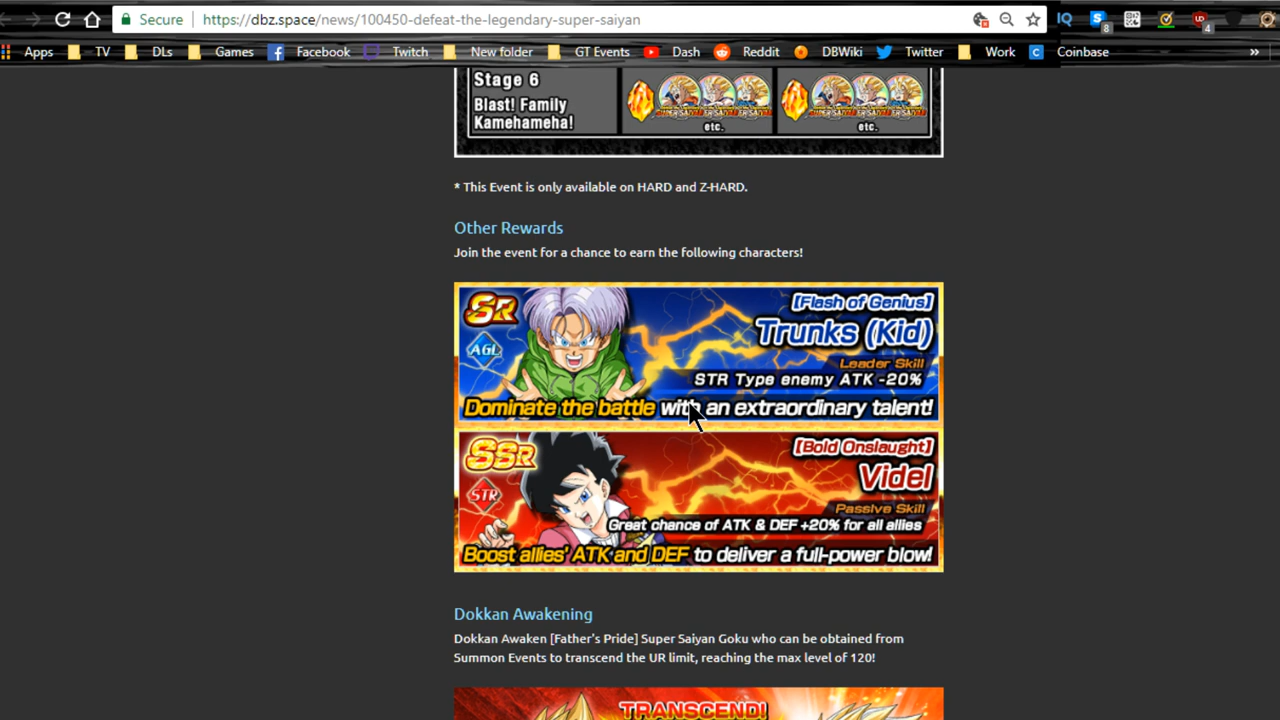 Secure https://dbz.space/news/100450-defeat-the-legendary-super-saiyan IQ 8 UD 4
Apps TV DLs Games Facebook Twitch New folder GT Events Dash Reddit DBWiki Twitter Work C Coinbase »
Stage 6
Blast! Family
Kamehameha!
etc. etc.
* This Event is only available on HARD and Z-HARD.
Other Rewards
Join the event for a chance to earn the following characters!
SR [Flash of Genius]
AGL Trunks (Kid)
Leader Skill
STR Type enemy ATK -20%
Dominate the battle with an extraordinary talent!
SSR [Bold Onslaught]
STR Videl
Passive Skill
Great chance of ATK & DEF +20% for all allies
Boost allies' ATK and DEF to deliver a full-power blow!
Dokkan Awakening
Dokkan Awaken [Father's Pride] Super Saiyan Goku who can be obtained from
Summon Events to transcend the UR limit, reaching the max level of 120!
TRANSCEND!